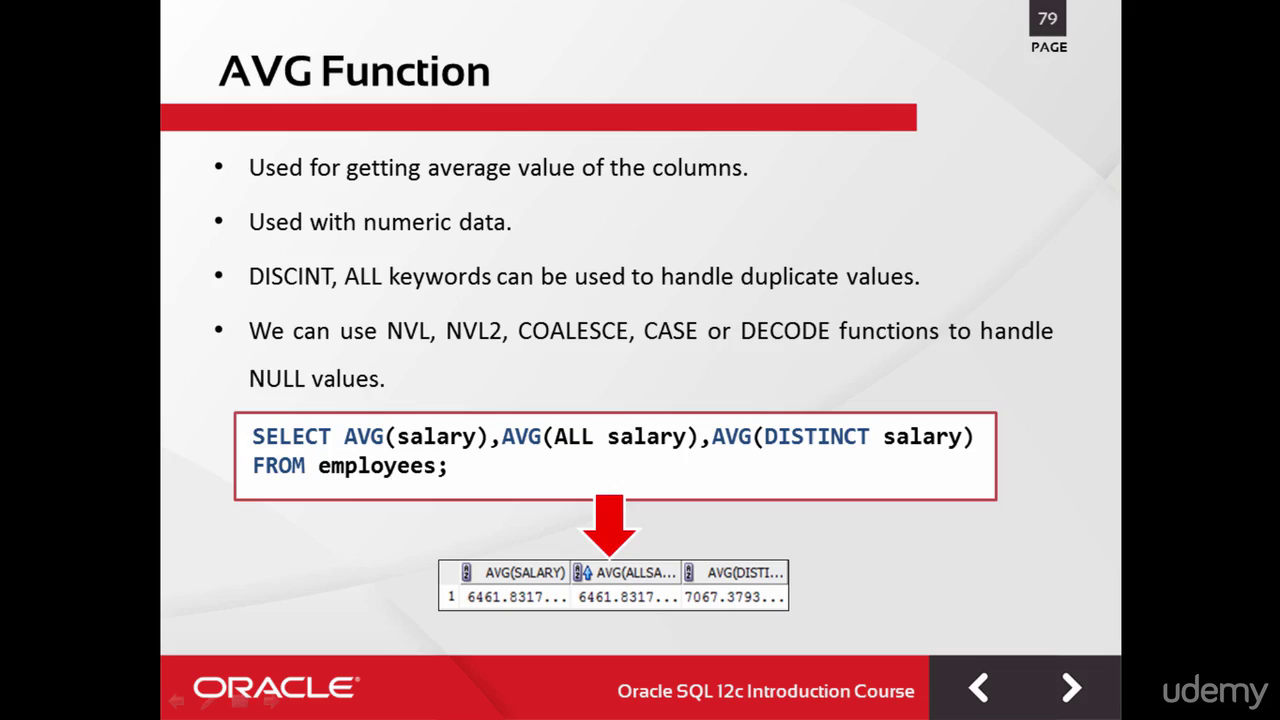 79
PAGE
AVG Function
• Used for getting average value of the columns.
• Used with numeric data.
• DISCINT, ALL keywords can be used to handle duplicate values.
• We can use NVL, NVL2, COALESCE, CASE or DECODE functions to handle
NULL values.
SELECT AVG(salary),AVG(ALL salary),AVG(DISTINCT salary)
FROM employees;
AVG(SALARY) AVG(ALLSA... AVG(DISTI...
1 6461.8317... 6461.8317... 7067.3793...
ORACLE®
Oracle SQL 12c Introduction Course
udemy